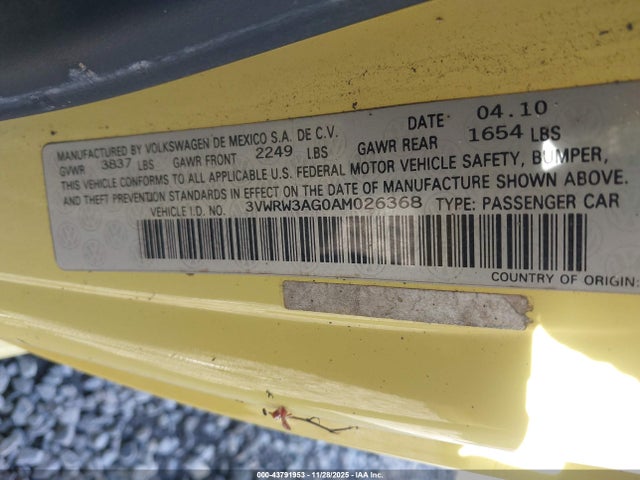 DATE 04.10
MANUFACTURED BY VOLKSWAGEN DE MEXICO S.A. DE C.V.
GVWR 3837 LBS GAWR FRONT 2249 LBS GAWR REAR 1654 LBS
THIS VEHICLE CONFORMS TO ALL APPLICABLE U.S. FEDERAL MOTOR VEHICLE SAFETY, BUMPER,
AND THEFT PREVENTION STANDARDS IN EFFECT ON THE DATE OF MANUFACTURE SHOWN ABOVE.
VEHICLE I.D. NO. 3VWRW3AG0AM026368 TYPE: PASSENGER CAR
COUNTRY OF ORIGIN:
000-43791953 | 11/28/2025 | IAA Inc.